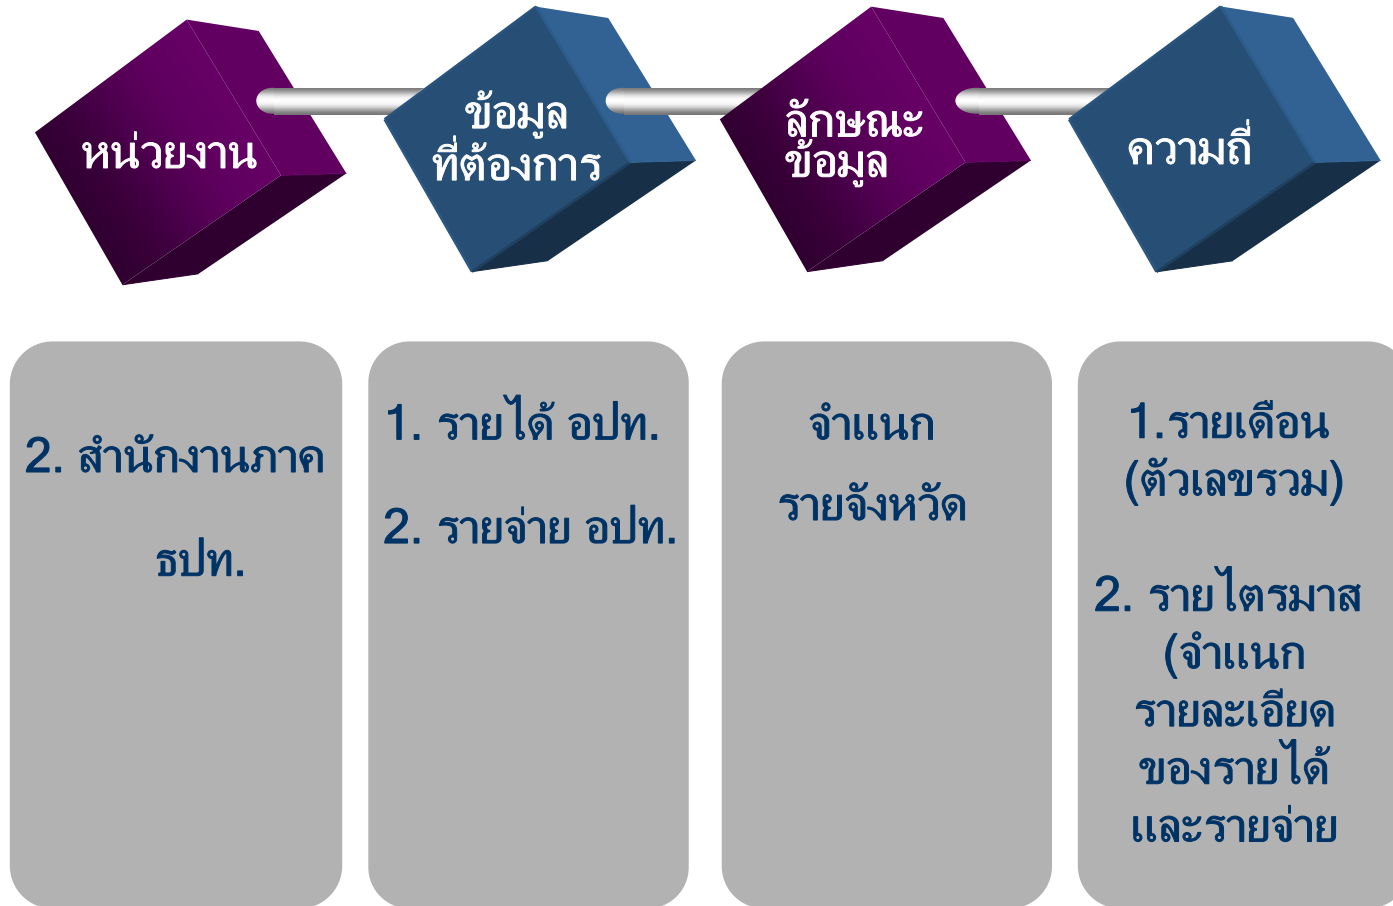 หน่วยงาน
ข้อมูล
ที่ต้องการ
ลักษณะ
ข้อมูล
ความถี่
2. สำนักงานภาค
ธปท.
1. รายได้ อปท.
2. รายจ่าย อปท.
จำแนก
รายจังหวัด
1.รายเดือน
(ตัวเลขรวม)
2. รายไตรมาส
(จำแนก
รายละเอียด
ของรายได้
และรายจ่าย